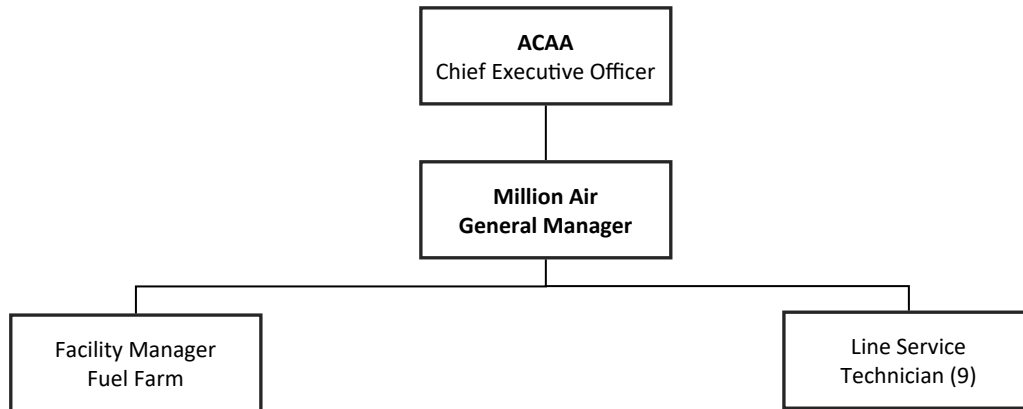 ACAA
Chief Executive Officer
Million Air
General Manager
Facility Manager
Fuel Farm
Line Service
Technician (9)